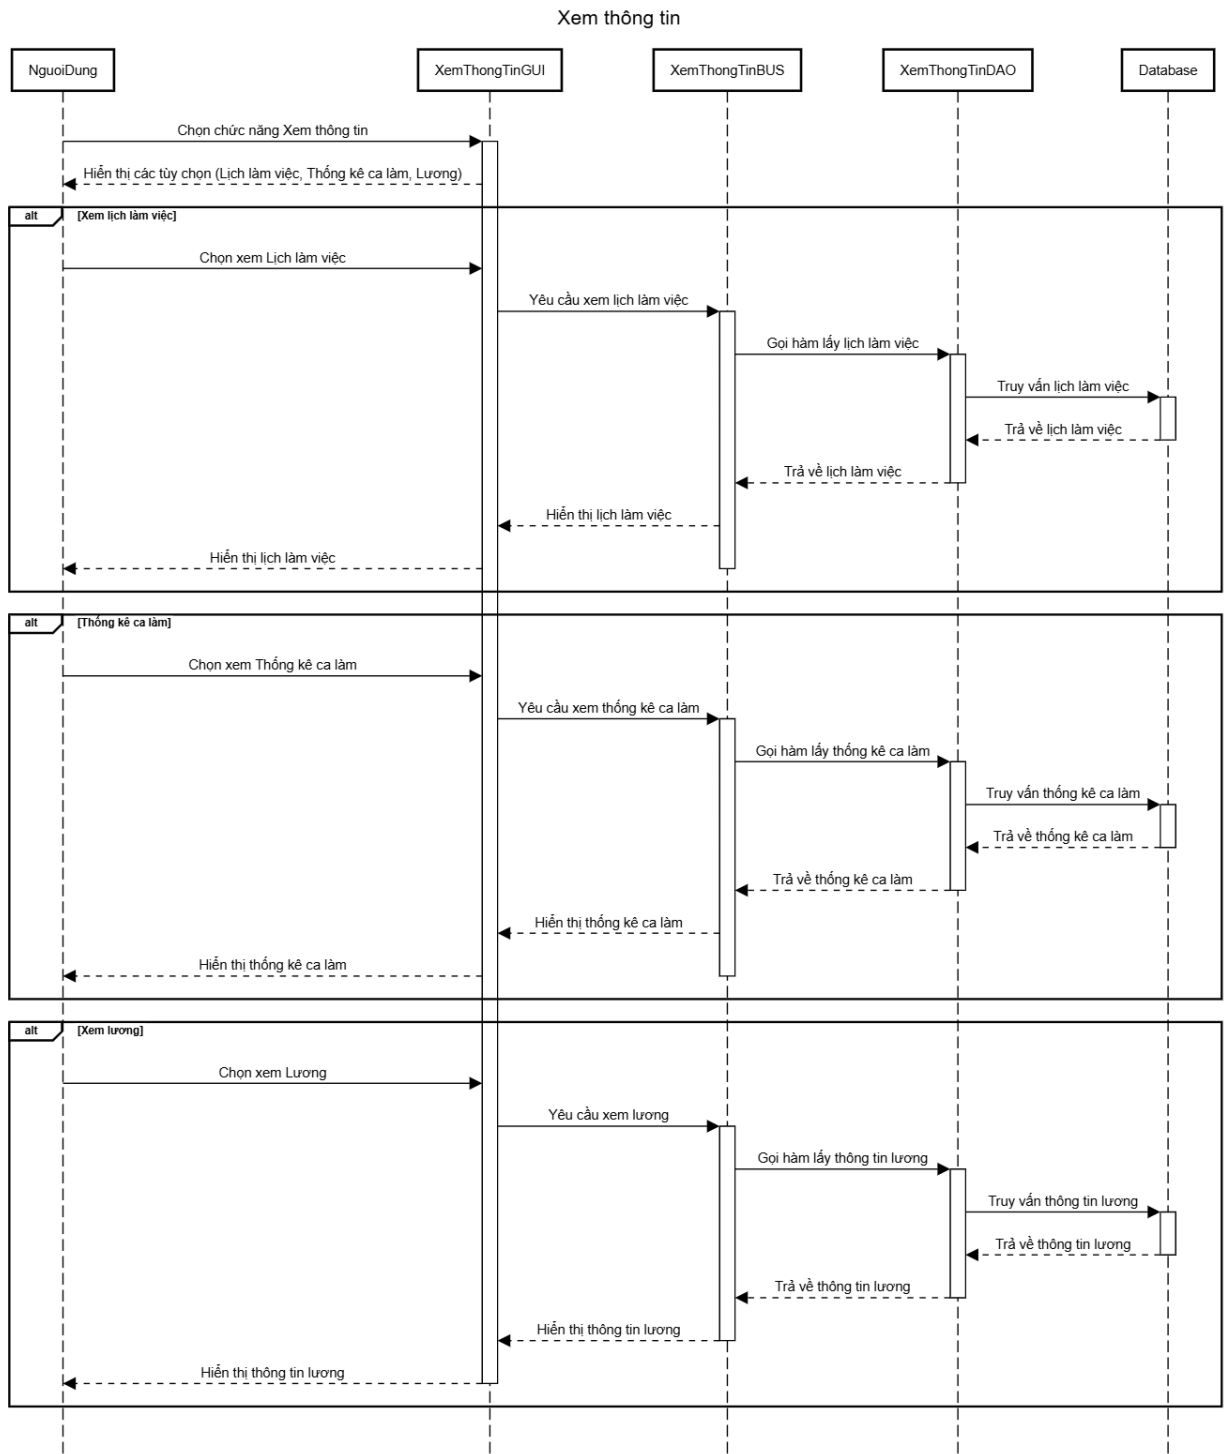 Xem thông tin
NguoiDung
XemThongTinGUI
XemThongTinBUS
XemThongTinDAO
Database
Chọn chức năng Xem thông tin
Hiển thị các tùy chọn (Lịch làm việc, Thống kê ca làm, Lương)
alt
[Xem lịch làm việc]
Chọn xem Lịch làm việc
Yêu cầu xem lịch làm việc
Gọi hàm lấy lịch làm việc
Truy vấn lịch làm việc
Trả về lịch làm việc
Trả về lịch làm việc
Hiển thị lịch làm việc
Hiển thị lịch làm việc
alt
[Thống kê ca làm]
Chọn xem Thống kê ca làm
Yêu cầu xem thống kê ca làm
Gọi hàm lấy thống kê ca làm
Truy vấn thống kê ca làm
Trả về thống kê ca làm
Trả về thống kê ca làm
Hiển thị thống kê ca làm
Hiển thị thống kê ca làm
alt
[Xem lương]
Chọn xem Lương
Yêu cầu xem lương
Gọi hàm lấy thông tin lương
Truy vấn thông tin lương
Trả về thông tin lương
Trả về thông tin lương
Hiển thị thông tin lương
Hiển thị thông tin lương